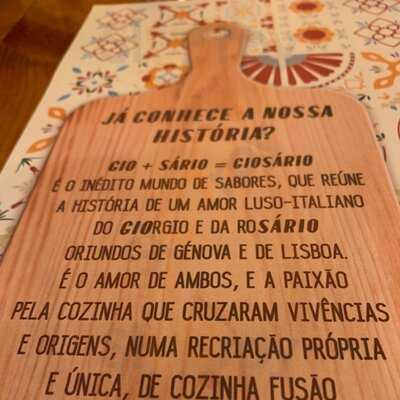 JÁ CONHECE A NOSSA
HISTÓRIA?
GIO + SÁRIO = GIOSÁRIO
É O INÉDITO MUNDO DE SABORES, QUE REÚNE
A HISTÓRIA DE UM AMOR LUSO-ITALIANO
DO GIORGIO E DA ROSÁRIO
ORIUNDOS DE GÉNOVA E DE LISBOA.
É O AMOR DE AMBOS, E A PAIXÃO
PELA COZINHA QUE CRUZARAM VIVÊNCIAS
E ORIGENS, NUMA RECRIAÇÃO PRÓPRIA
E ÚNICA, DE COZINHA FUSÃO